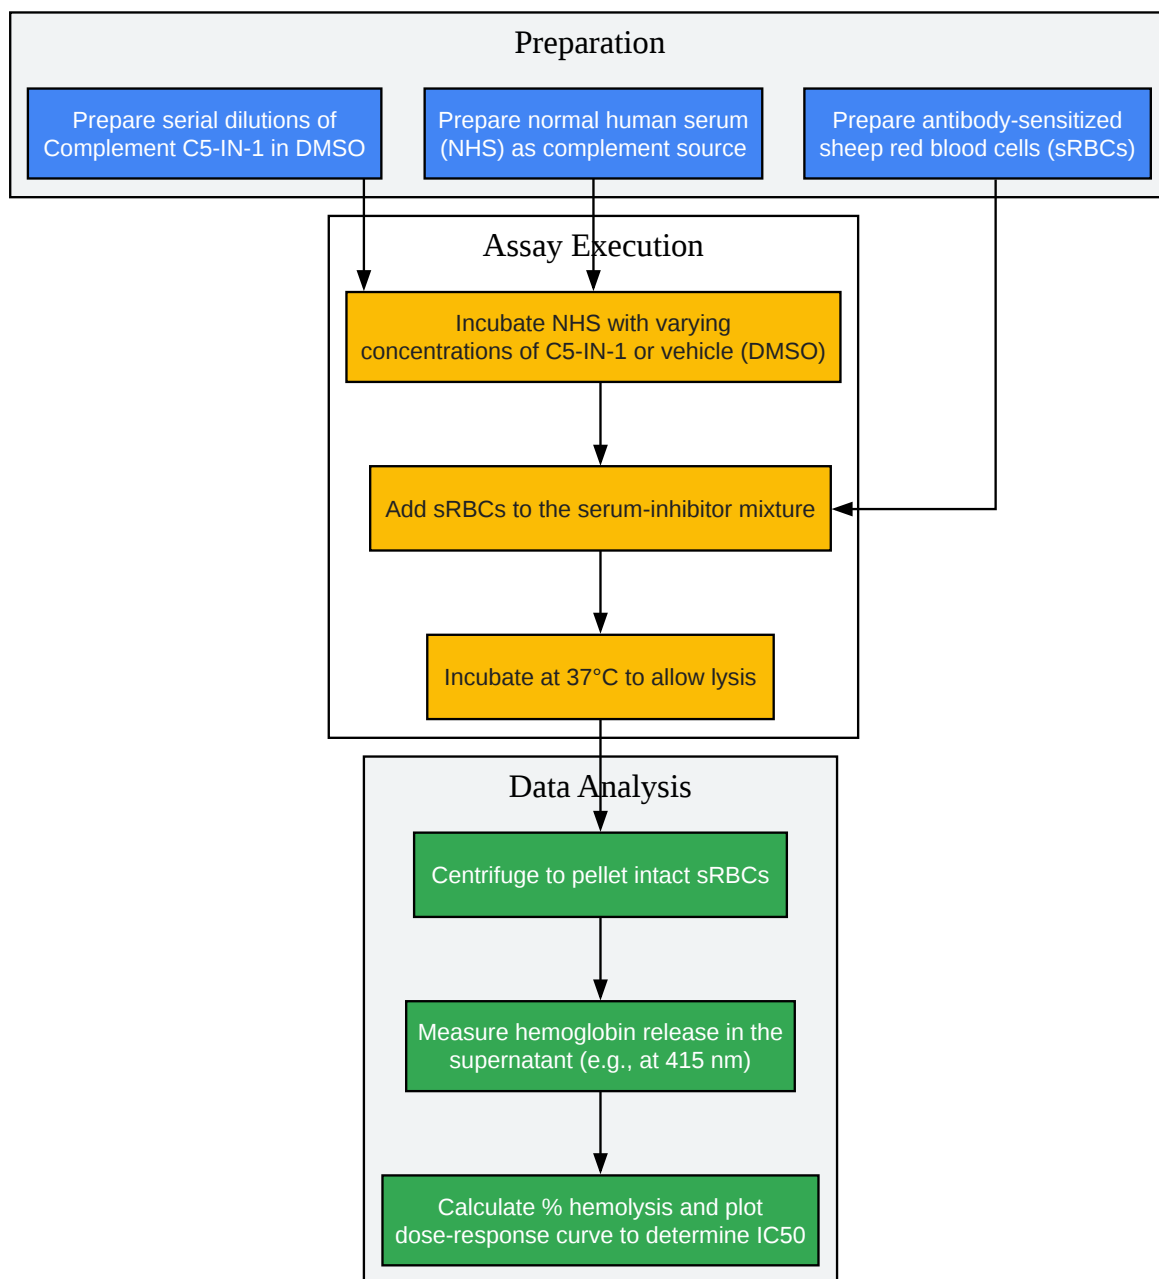 Preparation
Prepare serial dilutions of
Complement C5-IN-1 in DMSO
Prepare normal human serum
(NHS) as complement source
Prepare antibody-sensitized
sheep red blood cells (sRBCs)
Assay Execution
Incubate NHS with varying
concentrations of C5-IN-1 or vehicle (DMSO)
Add sRBCs to the serum-inhibitor mixture
Incubate at 37°C to allow lysis
Data Analysis
Centrifuge to pellet intact sRBCs
Measure hemoglobin release in the
supernatant (e.g., at 415 nm)
Calculate % hemolysis and plot
dose-response curve to determine IC50